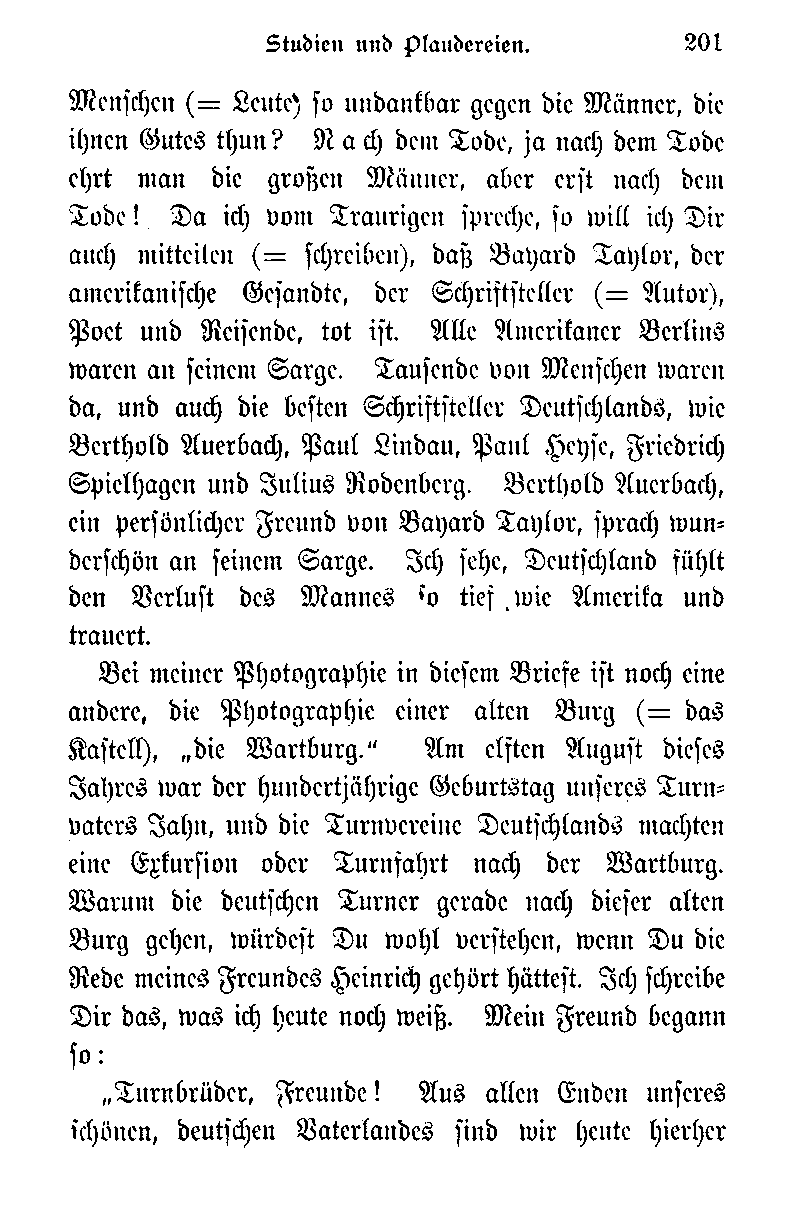 Studien und Plaudereien. 201
Menschen (= Leute) so undankbar gegen die Männer, die
ihnen Gutes thun? Nach dem Tode, ja nach dem Tode
ehrt man die großen Männer, aber erst nach dem
Tode! Da ich vom Traurigen spreche, so will ich Dir
auch mitteilen (= schreiben), daß Bayard Taylor, der
amerikanische Gesandte, der Schriftsteller (= Autor),
Poet und Reisende, tot ist. Alle Amerikaner Berlins
waren an seinem Sarge. Tausende von Menschen waren
da, und auch die besten Schriftsteller Deutschlands, wie
Berthold Auerbach, Paul Lindau, Paul Heyse, Friedrich
Spielhagen und Julius Rodenberg. Berthold Auerbach,
ein persönlicher Freund von Bayard Taylor, sprach wun-
derschön an seinem Sarge. Ich sehe, Deutschland fühlt
den Verlust des Mannes so tief wie Amerika und
trauert.
Bei meiner Photographie in diesem Briefe ist noch eine
andere, die Photographie einer alten Burg (= das
Kastell), „die Wartburg." Am elften August dieses
Jahres war der hundertjährige Geburtstag unseres Turn-
vaters Jahn, und die Turnvereine Deutschlands machten
eine Exkursion oder Turnfahrt nach der Wartburg.
Warum die deutschen Turner gerade nach dieser alten
Burg gehen, würdest Du wohl verstehen, wenn Du die
Rede meines Freundes Heinrich gehört hättest. Ich schreibe
Dir das, was ich heute noch weiß. Mein Freund begann
so:
„Turnbrüder, Freunde! Aus allen Enden unseres
schönen, deutschen Vaterlandes sind wir heute hierher